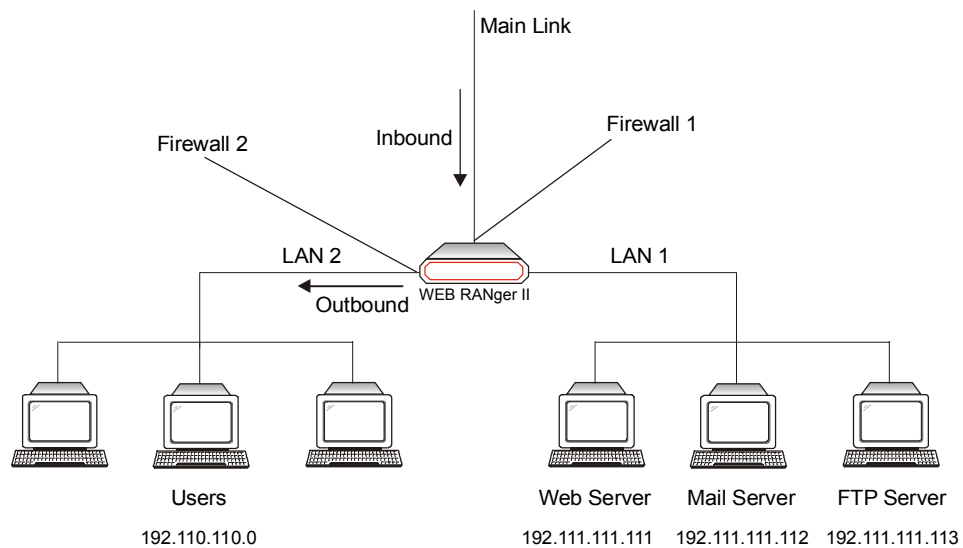 Main Link
Firewall 1
Inbound
Firewall 2
LAN 2
LAN 1
WEB RANger II
Outbound
Users
Web Server
Mail Server
FTP Server
192.110.110.0
192.111.111.111
192.111.111.112
192.111.111.113